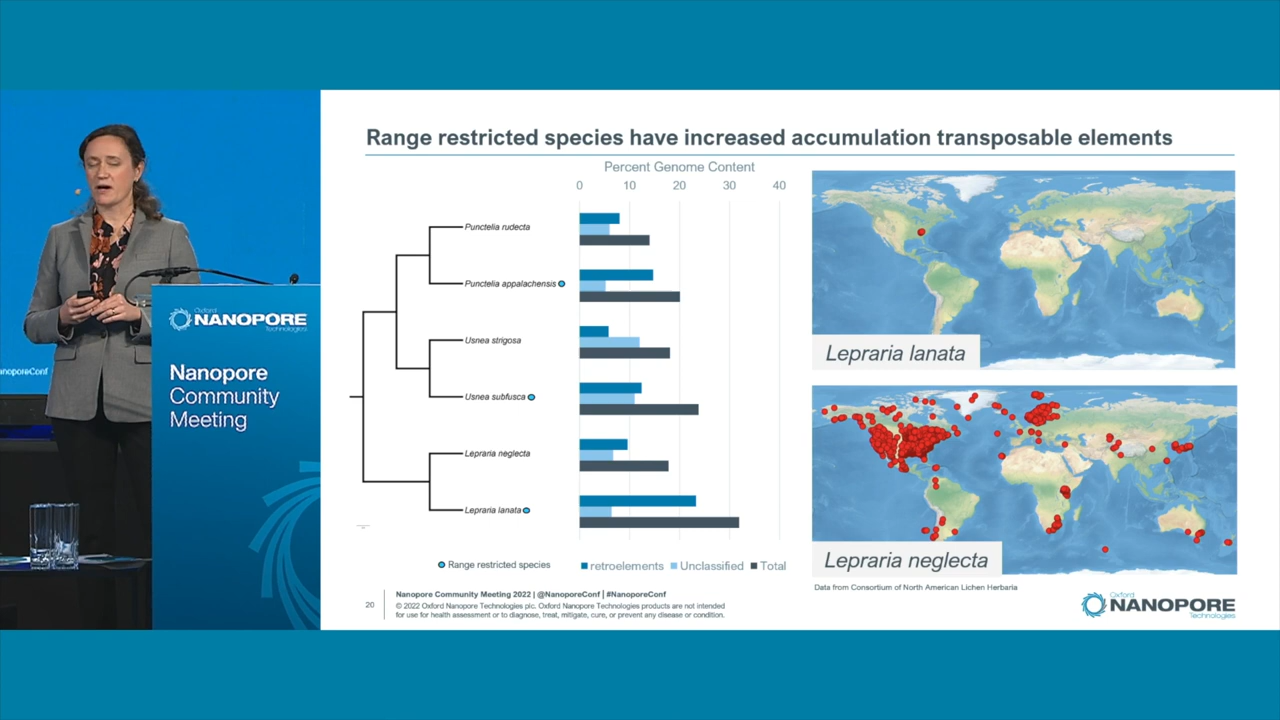 Range restricted species have increased accumulation transposable elements
Percent Genome Content
0 10 20 30 40
Punctelia rudecta
Punctelia appalachensis
Usnea strigosa
Usnea subfusca
Lepraria neglecta
Lepraria lanata
Range restricted species
retroelements Unclassified Total
Lepraria lanata
Lepraria neglecta
Data from Consortium of North American Lichen Herbaria
20
Nanopore Community Meeting 2022 | @NanoporeConf | #NanoporeConf
© 2022 Oxford Nanopore Technologies plc. Oxford Nanopore Technologies products are not intended
for use for health assessment or to diagnose, treat, mitigate, cure, or prevent any disease or condition.
Oxford
NANOPORE
Technologies
anoporeConf
Oxford
NANOPORE
Technologies
Nanopore
Community
Meeting